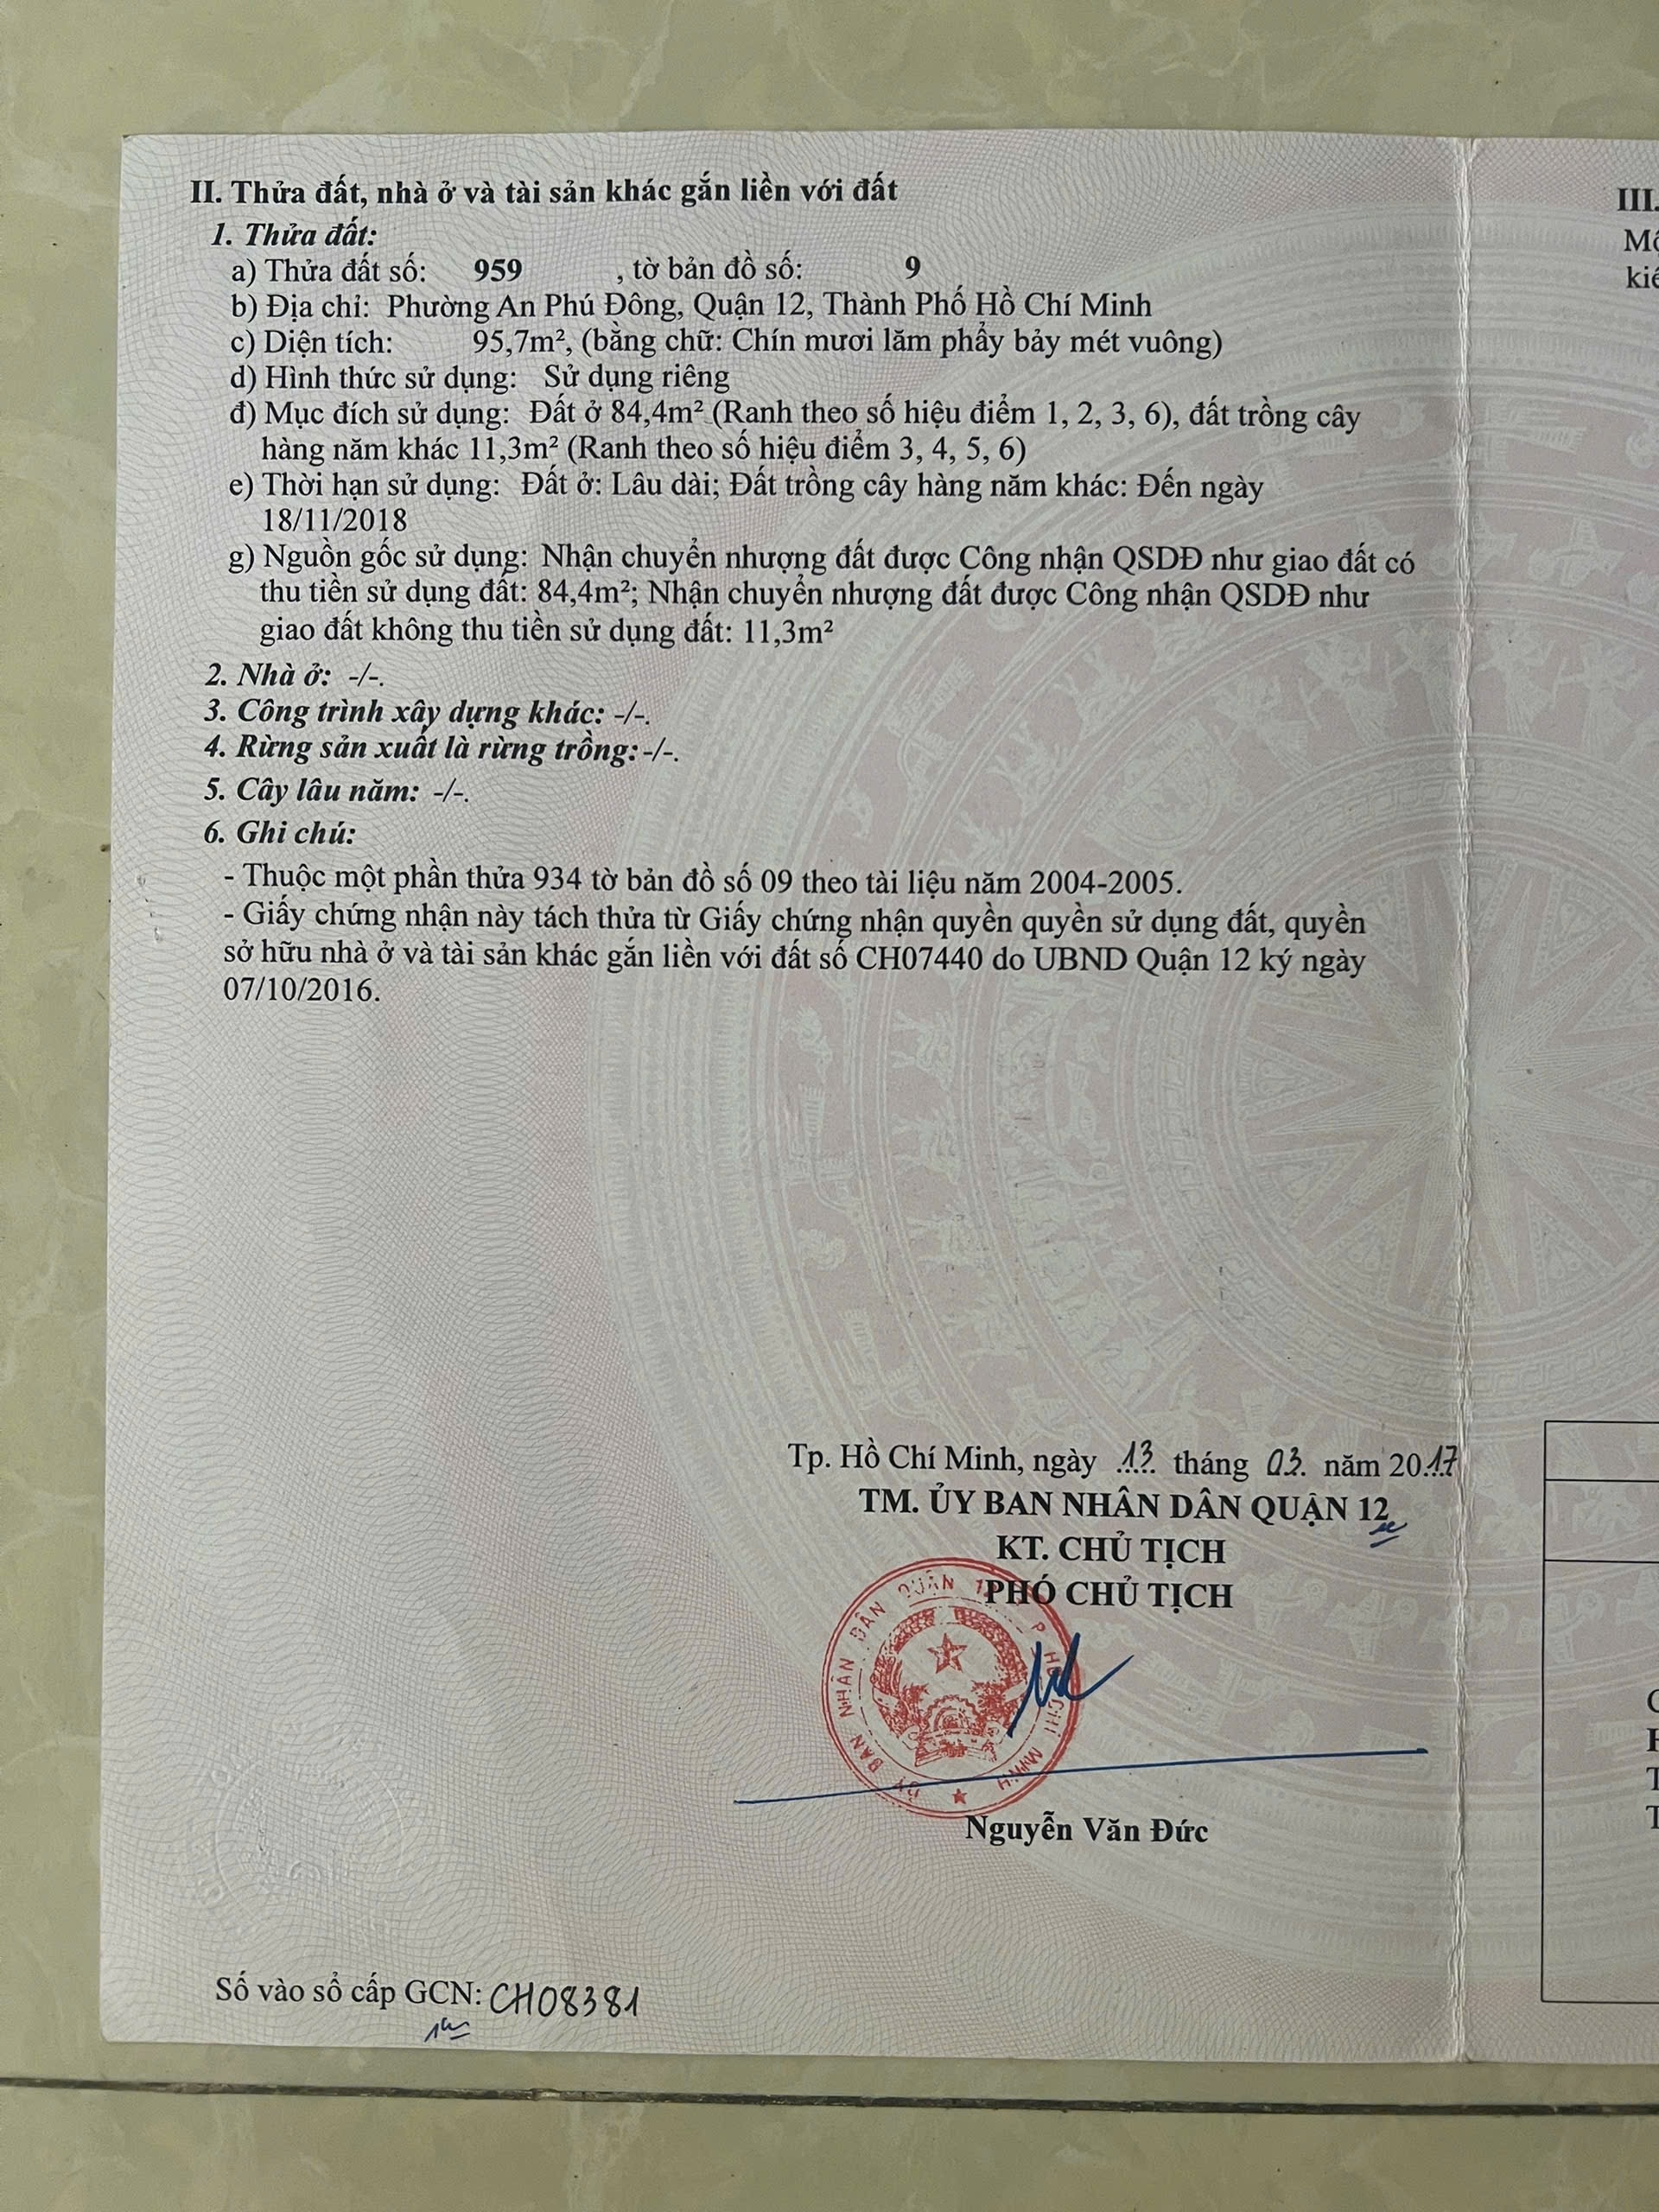 II. Thửa đất, nhà ở và tài sản khác gắn liền với đất
1. Thửa đất:
a) Thửa đất số: 959 , tờ bản đồ số: 9
b) Địa chỉ: Phường An Phú Đông, Quận 12, Thành Phố Hồ Chí Minh
c) Diện tích: 95,7m², (bằng chữ: Chín mươi lăm phẩy bảy mét vuông)
d) Hình thức sử dụng: Sử dụng riêng
đ) Mục đích sử dụng: Đất ở 84,4m² (Ranh theo số hiệu điểm 1, 2, 3, 6), đất trồng cây
hàng năm khác 11,3m² (Ranh theo số hiệu điểm 3, 4, 5, 6)
e) Thời hạn sử dụng: Đất ở: Lâu dài; Đất trồng cây hàng năm khác: Đến ngày
18/11/2018
g) Nguồn gốc sử dụng: Nhận chuyển nhượng đất được Công nhận QSDĐ như giao đất có
thu tiền sử dụng đất: 84,4m²; Nhận chuyển nhượng đất được Công nhận QSDĐ như
giao đất không thu tiền sử dụng đất: 11,3m²
2. Nhà ở: -/-.
3. Công trình xây dựng khác: -/-.
4. Rừng sản xuất là rừng trồng: -/-.
5. Cây lâu năm: -/-.
6. Ghi chú:
- Thuộc một phần thửa 934 tờ bản đồ số 09 theo tài liệu năm 2004-2005.
- Giấy chứng nhận này tách thửa từ Giấy chứng nhận quyền quyền sử dụng đất, quyền
sở hữu nhà ở và tài sản khác gắn liền với đất số CH07440 do UBND Quận 12 ký ngày
07/10/2016.
Tp. Hồ Chí Minh, ngày 13 tháng 03 năm 2017
TM. ỦY BAN NHÂN DÂN QUẬN 12
KT. CHỦ TỊCH
PHÓ CHỦ TỊCH
ỦY BAN NHÂN DÂN QUẬN 12 P HỒ CHÍ MINH
Nguyễn Văn Đức
Số vào sổ cấp GCN: CH08381
III.